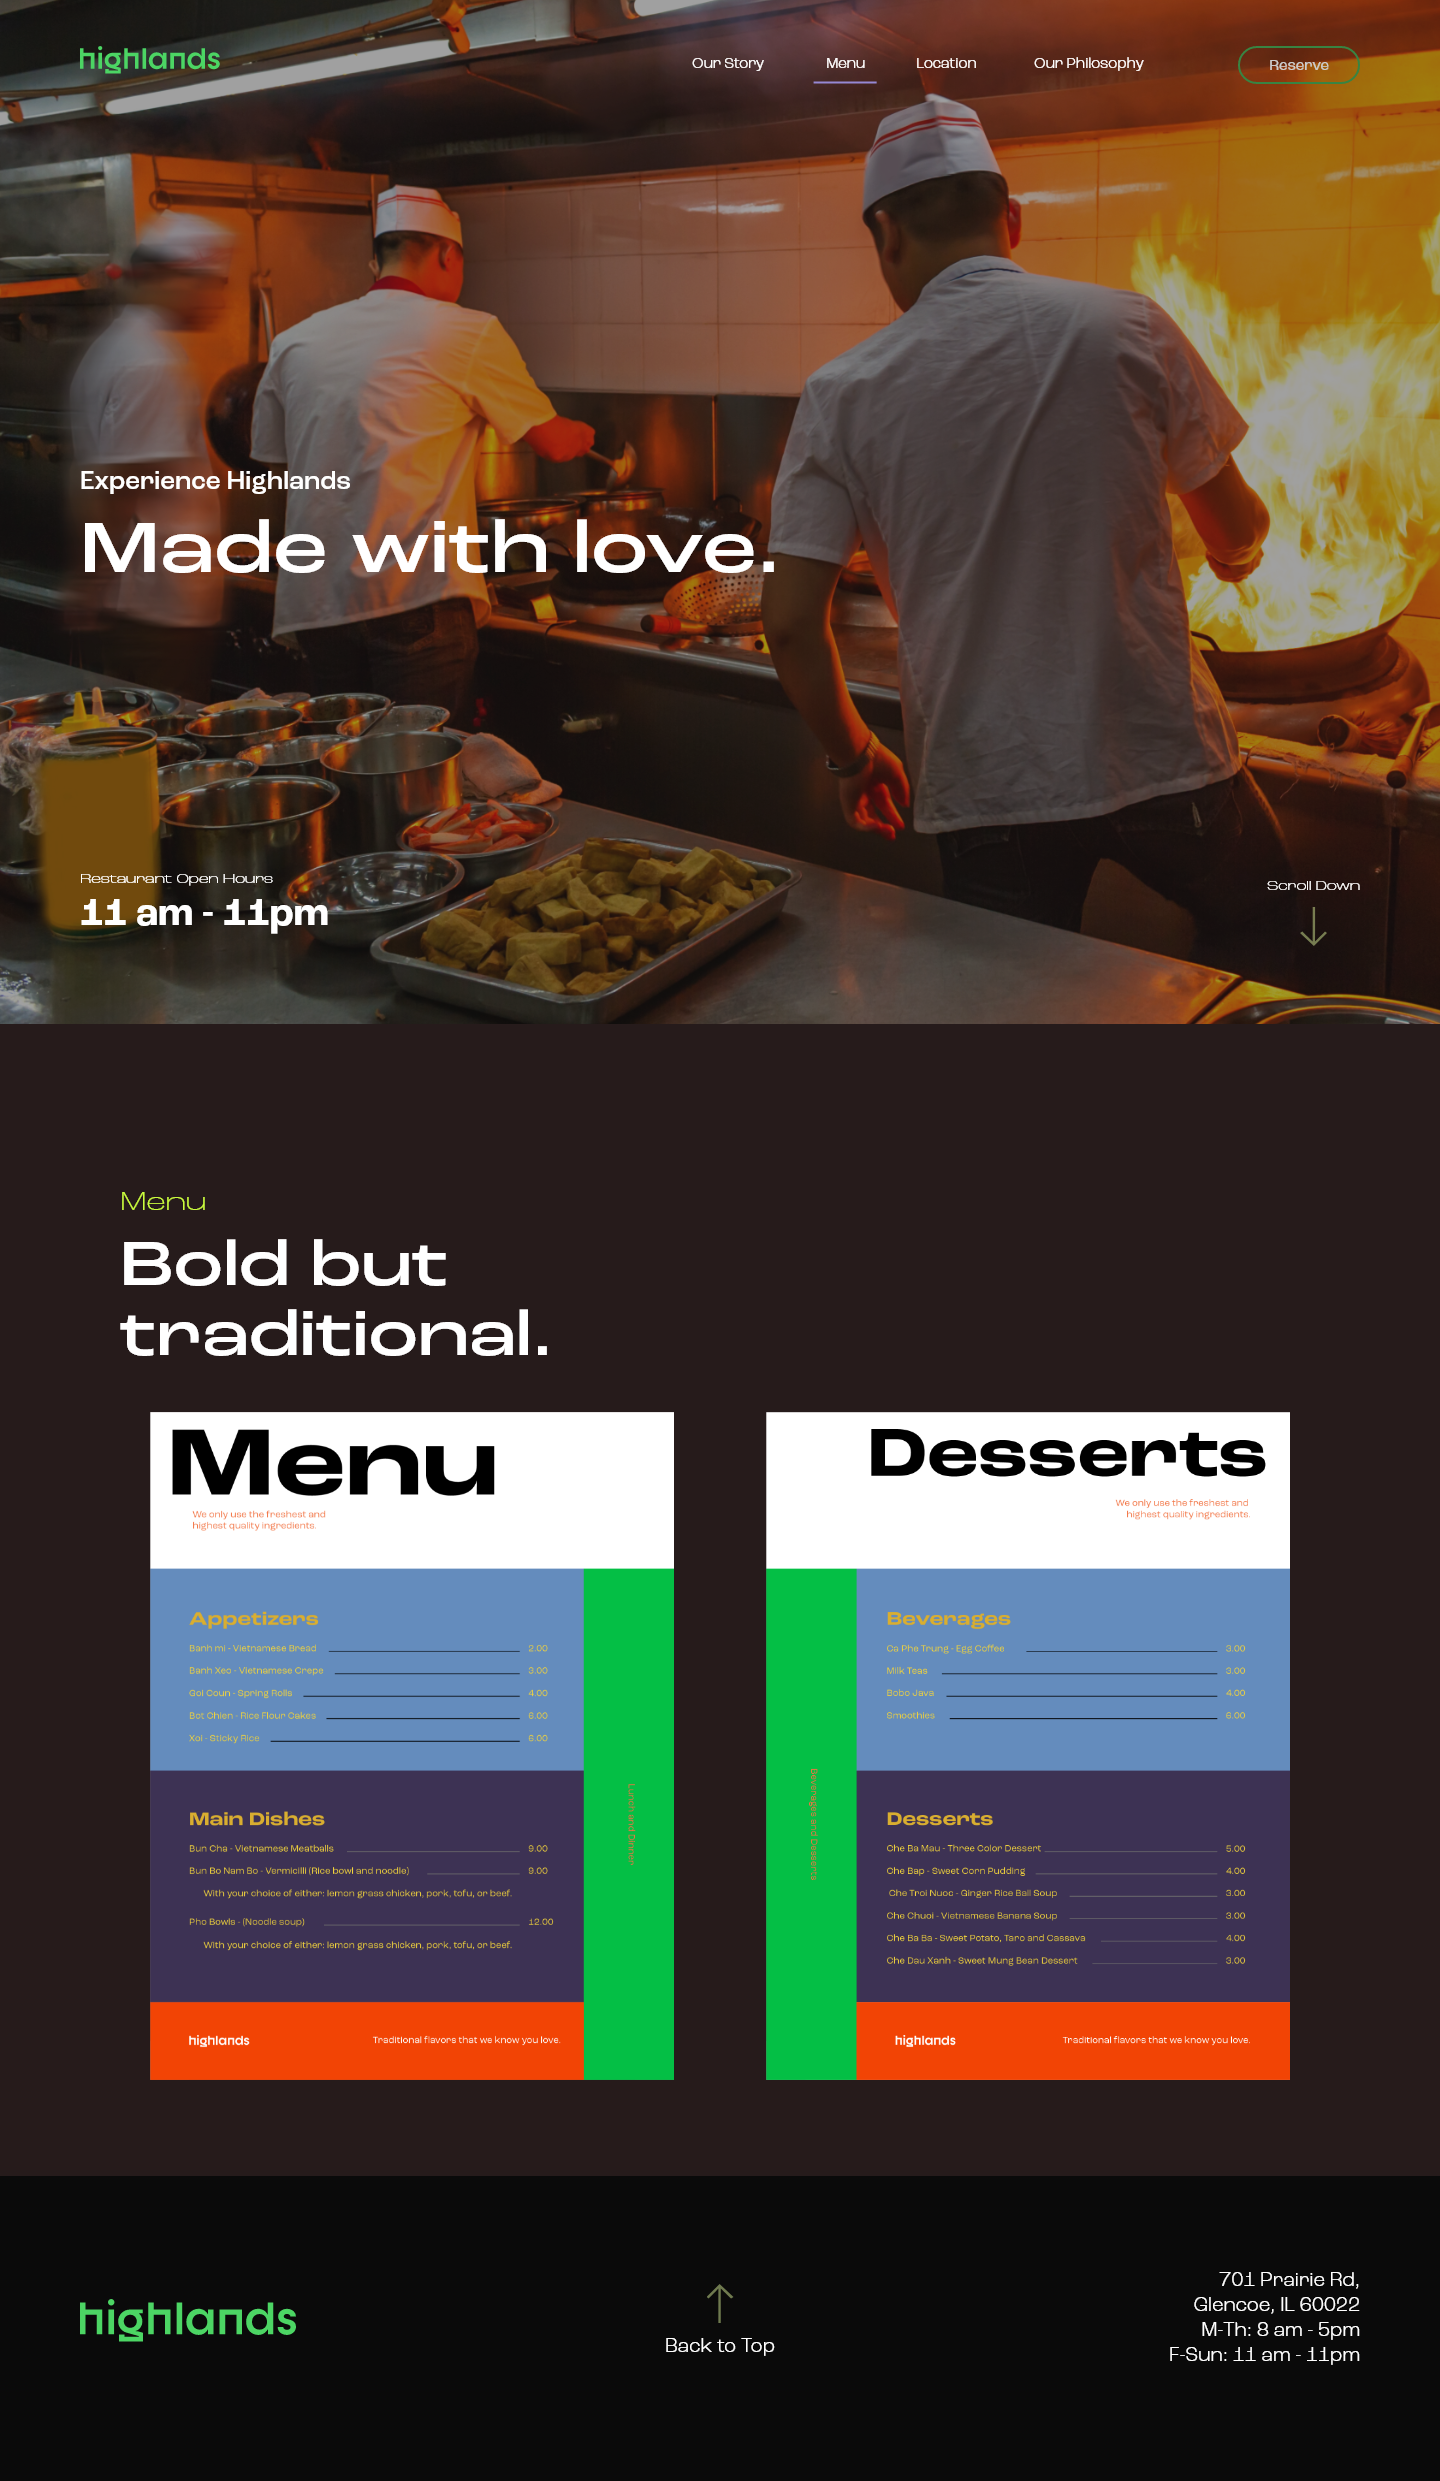 highlands
Our Story
Menu
Location
Our Philosophy
Reserve
Experience Highlands
Made with love.
Restaurant Open Hours
11 am - 11pm
Scroll Down
Menu
Bold but
traditional.
Menu
We only use the freshest and
highest quality ingredients.
Appetizers
Banh mi - Vietnamese Bread 2.00
Banh Xeo - Vietnamese Crepe 3.00
Goi Coun - Spring Rolls 4.00
Bot Chien - Rice Flour Cakes 6.00
Xoi - Sticky Rice 6.00
Main Dishes
Bun Cha - Vietnamese Meatballs 9.00
Bun Bo Nam Bo - Vermicilli (Rice bowl and noodle) 9.00
With your choice of either: lemon grass chicken, pork, tofu, or beef.
Pho Bowls - (Noodle soup) 12.00
With your choice of either: lemon grass chicken, pork, tofu, or beef.
Lunch and Dinner
highlands
Traditional flavors that we know you love.
Desserts
We only use the freshest and
highest quality ingredients.
Beverages
Ca Phe Trung - Egg Coffee 3.00
Milk Teas 3.00
Bobo Java 4.00
Smoothies 6.00
Beverages and Desserts
Desserts
Che Ba Mau - Three Color Dessert 5.00
Che Bap - Sweet Corn Pudding 4.00
Che Troi Nuoc - Ginger Rice Ball Soup 3.00
Che Chuoi - Vietnamese Banana Soup 3.00
Che Ba Ba - Sweet Potato, Taro and Cassava 4.00
Che Dau Xanh - Sweet Mung Bean Dessert 3.00
highlands
Traditional flavors that we know you love.
highlands
Back to Top
701 Prairie Rd,
Glencoe, IL 60022
M-Th: 8 am - 5pm
F-Sun: 11 am - 11pm